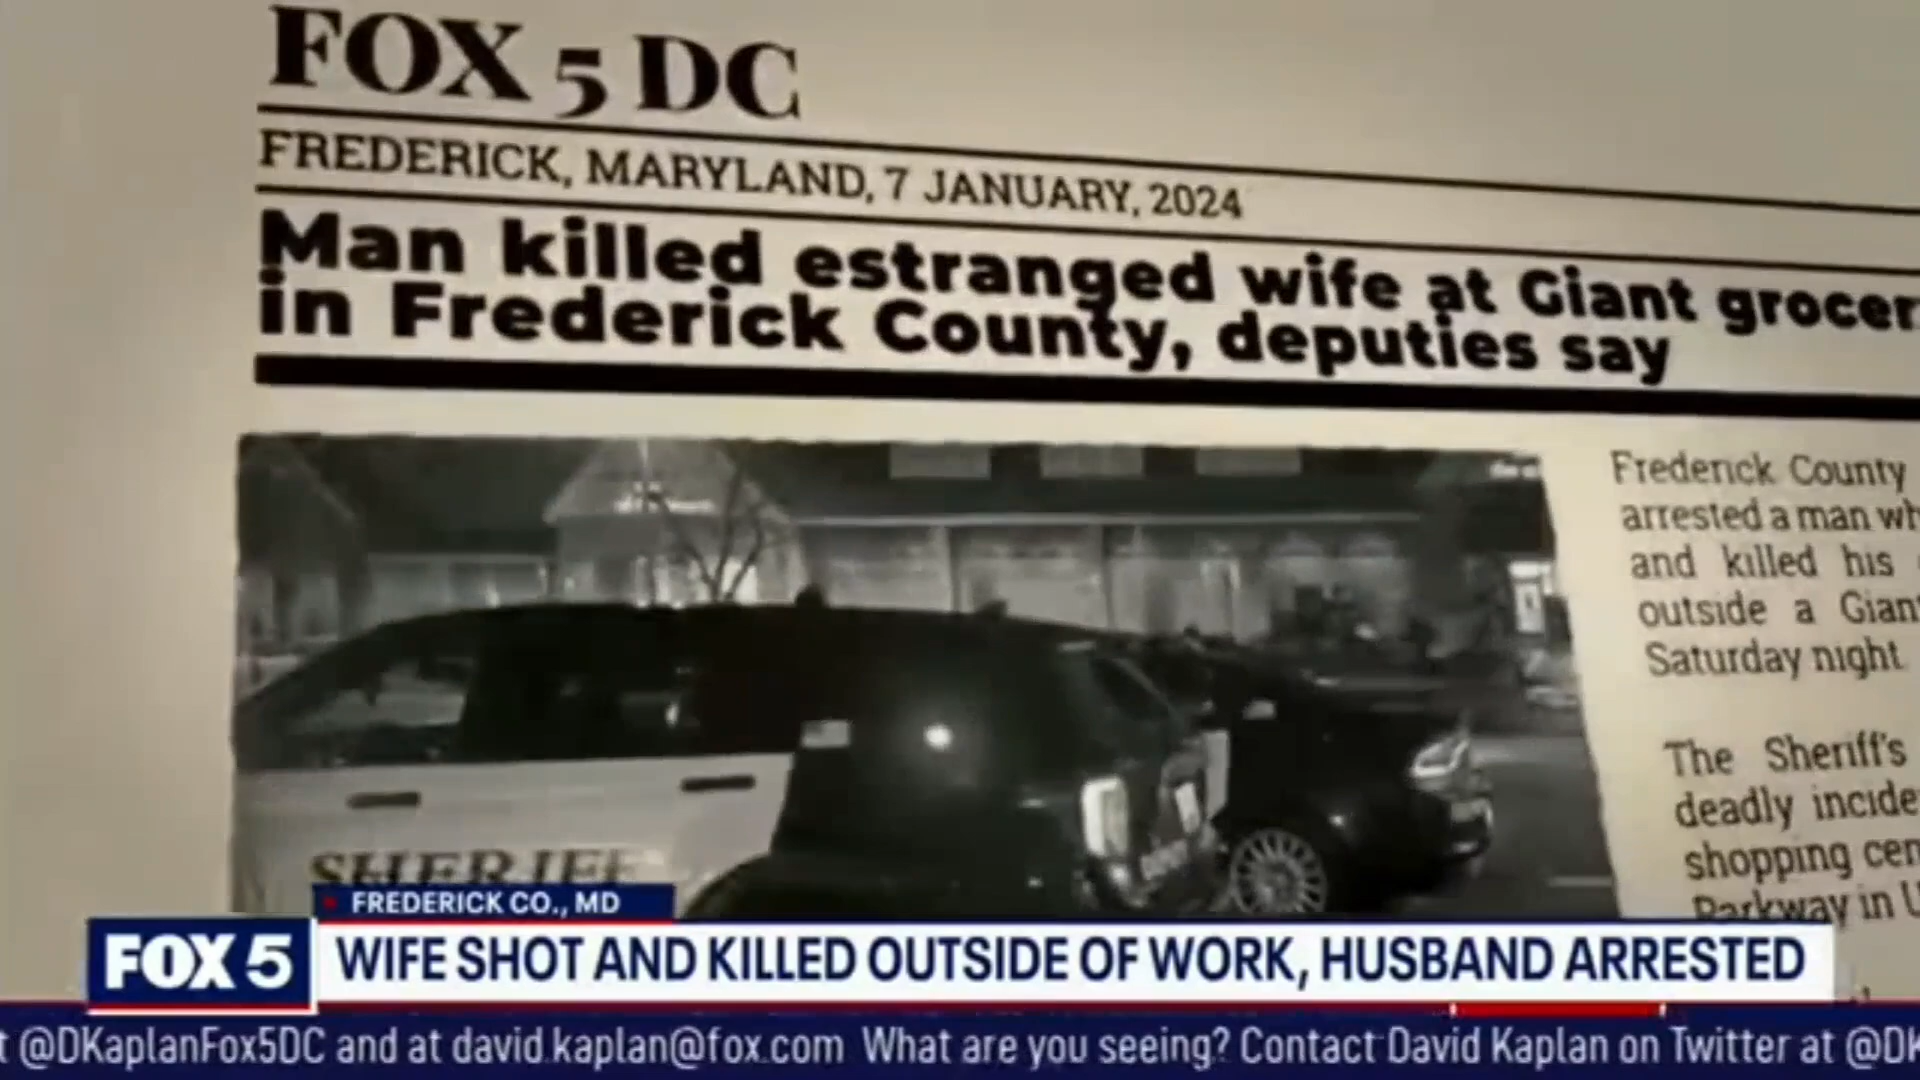 FOX 5 DC
FREDERICK, MARYLAND, 7 JANUARY, 2024
Man killed estranged wife at Giant grocer
in Frederick County, deputies say
Frederick County
arrested a man wh
and killed his
outside a Giant
Saturday night
The Sheriff's
deadly incide
shopping cen
Parkway in U
SHERIFF
FREDERICK CO., MD
FOX 5
WIFE SHOT AND KILLED OUTSIDE OF WORK, HUSBAND ARRESTED
t @DKaplanFox5DC and at david.kaplan@fox.com What are you seeing? Contact David Kaplan on Twitter at @DK